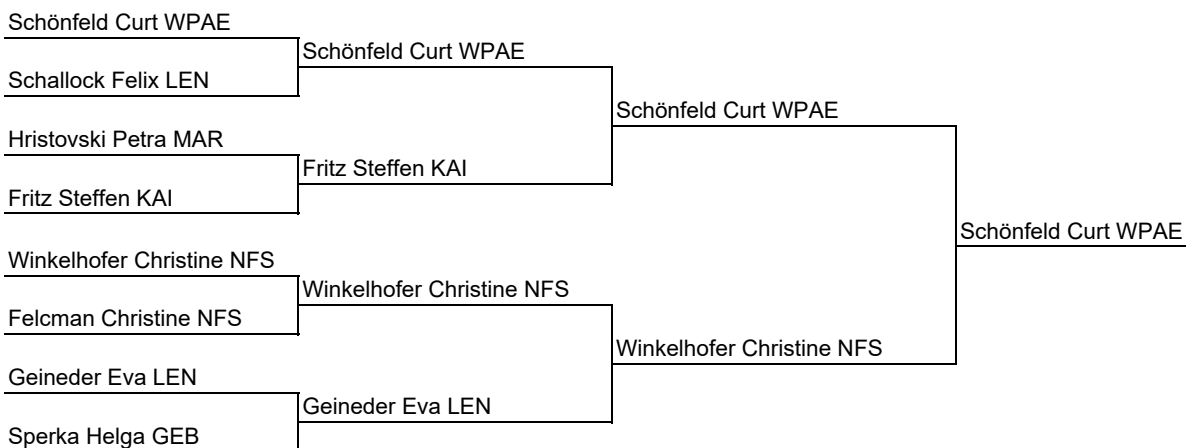 Schönfeld Curt WPAE
Schönfeld Curt WPAE
Schallock Felix LEN
Schönfeld Curt WPAE
Hristovski Petra MAR
Fritz Steffen KAI
Fritz Steffen KAI
Schönfeld Curt WPAE
Winkelhofer Christine NFS
Winkelhofer Christine NFS
Felcman Christine NFS
Winkelhofer Christine NFS
Geineder Eva LEN
Geineder Eva LEN
Sperka Helga GEB